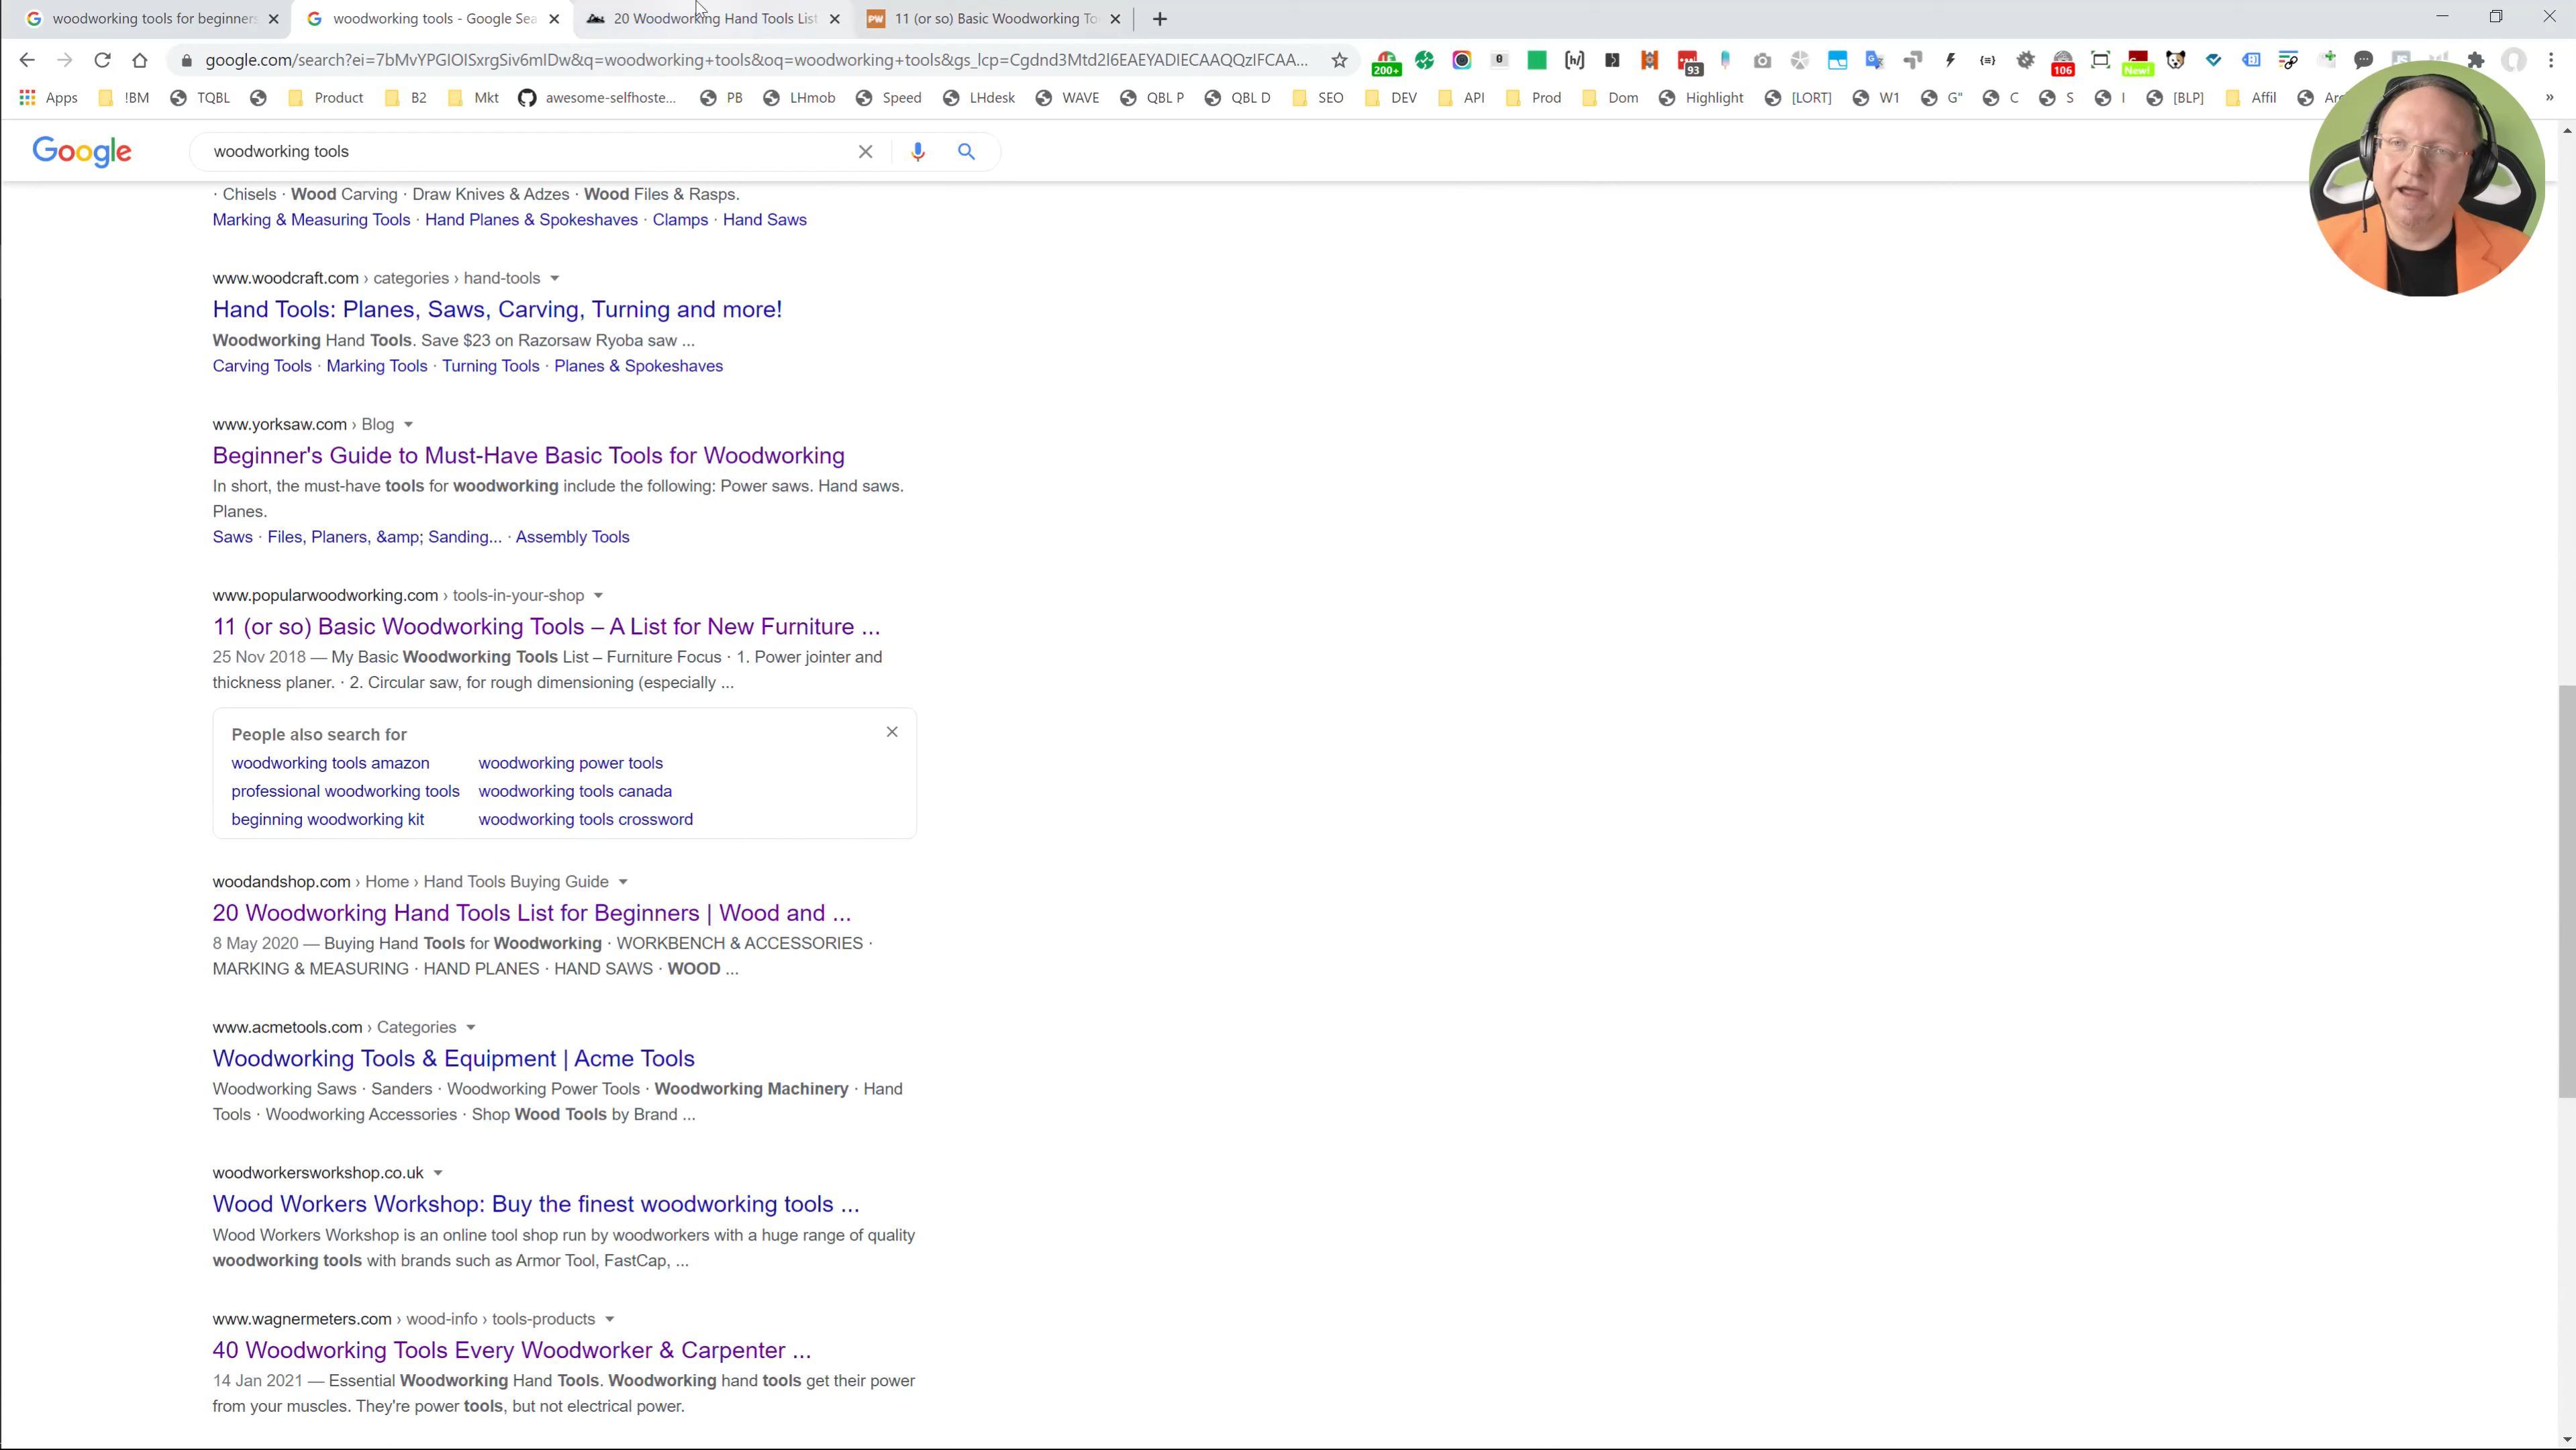 woodworking tools for beginners
woodworking tools - Google Sea
20 Woodworking Hand Tools List
PW
11 (or so) Basic Woodworking To
google.com/search?ei=7bMvYPGIOISxrgSiv6mIDw&q=woodworking+tools&oq=woodworking+tools&gs_lcp=Cgdnd3Mtd2l6EAEYADIECAAQQzIFCAA...
200+
0
[h/]
93
106
New!
Apps
!BM
TQBL
Product
B2
Mkt
awesome-selfhoste...
PB
LHmob
Speed
LHdesk
WAVE
QBL P
QBL D
SEO
DEV
API
Prod
Dom
Highlight
[LORT]
W1
G"
C
S
I
[BLP]
Affil
»
Google
woodworking tools
· Chisels · Wood Carving · Draw Knives & Adzes · Wood Files & Rasps.
Marking & Measuring Tools · Hand Planes & Spokeshaves · Clamps · Hand Saws
www.woodcraft.com › categories › hand-tools
Hand Tools: Planes, Saws, Carving, Turning and more!
Woodworking Hand Tools. Save $23 on Razorsaw Ryoba saw ...
Carving Tools · Marking Tools · Turning Tools · Planes & Spokeshaves
www.yorksaw.com › Blog
Beginner's Guide to Must-Have Basic Tools for Woodworking
In short, the must-have tools for woodworking include the following: Power saws. Hand saws.
Planes.
Saws · Files, Planers, &amp; Sanding... · Assembly Tools
www.popularwoodworking.com › tools-in-your-shop
11 (or so) Basic Woodworking Tools – A List for New Furniture ...
25 Nov 2018 — My Basic Woodworking Tools List – Furniture Focus · 1. Power jointer and
thickness planer. · 2. Circular saw, for rough dimensioning (especially ...
People also search for
woodworking tools amazon
woodworking power tools
professional woodworking tools
woodworking tools canada
beginning woodworking kit
woodworking tools crossword
woodandshop.com › Home › Hand Tools Buying Guide
20 Woodworking Hand Tools List for Beginners | Wood and ...
8 May 2020 — Buying Hand Tools for Woodworking · WORKBENCH & ACCESSORIES ·
MARKING & MEASURING · HAND PLANES · HAND SAWS · WOOD ...
www.acmetools.com › Categories
Woodworking Tools & Equipment | Acme Tools
Woodworking Saws · Sanders · Woodworking Power Tools · Woodworking Machinery · Hand
Tools · Woodworking Accessories · Shop Wood Tools by Brand ...
woodworkersworkshop.co.uk
Wood Workers Workshop: Buy the finest woodworking tools ...
Wood Workers Workshop is an online tool shop run by woodworkers with a huge range of quality
woodworking tools with brands such as Armor Tool, FastCap, ...
www.wagnermeters.com › wood-info › tools-products
40 Woodworking Tools Every Woodworker & Carpenter ...
14 Jan 2021 — Essential Woodworking Hand Tools. Woodworking hand tools get their power
from your muscles. They're power tools, but not electrical power.